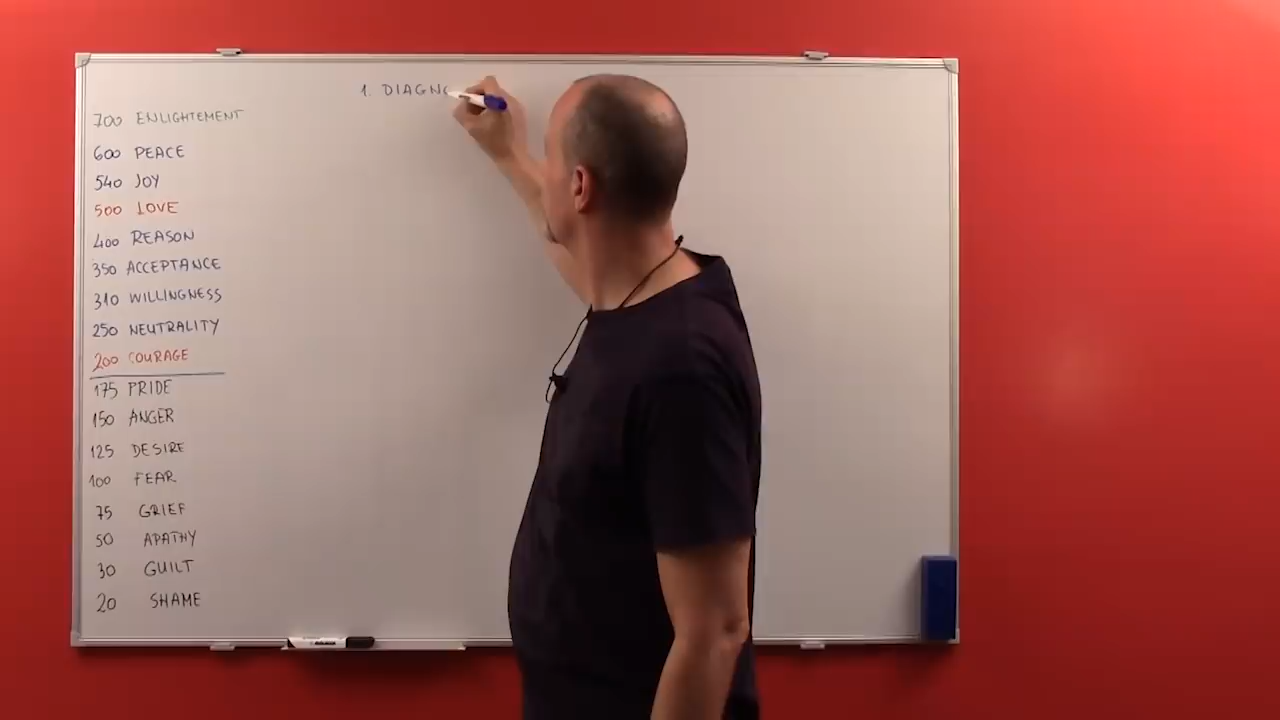 1. DIAGNO
700 ENLIGHTEMENT
600 PEACE
540 JOY
500 LOVE
400 REASON
350 ACCEPTANCE
310 WILLINGNESS
250 NEUTRALITY
200 COURAGE
175 PRIDE
150 ANGER
125 DESIRE
100 FEAR
75 GRIEF
50 APATHY
30 GUILT
20 SHAME